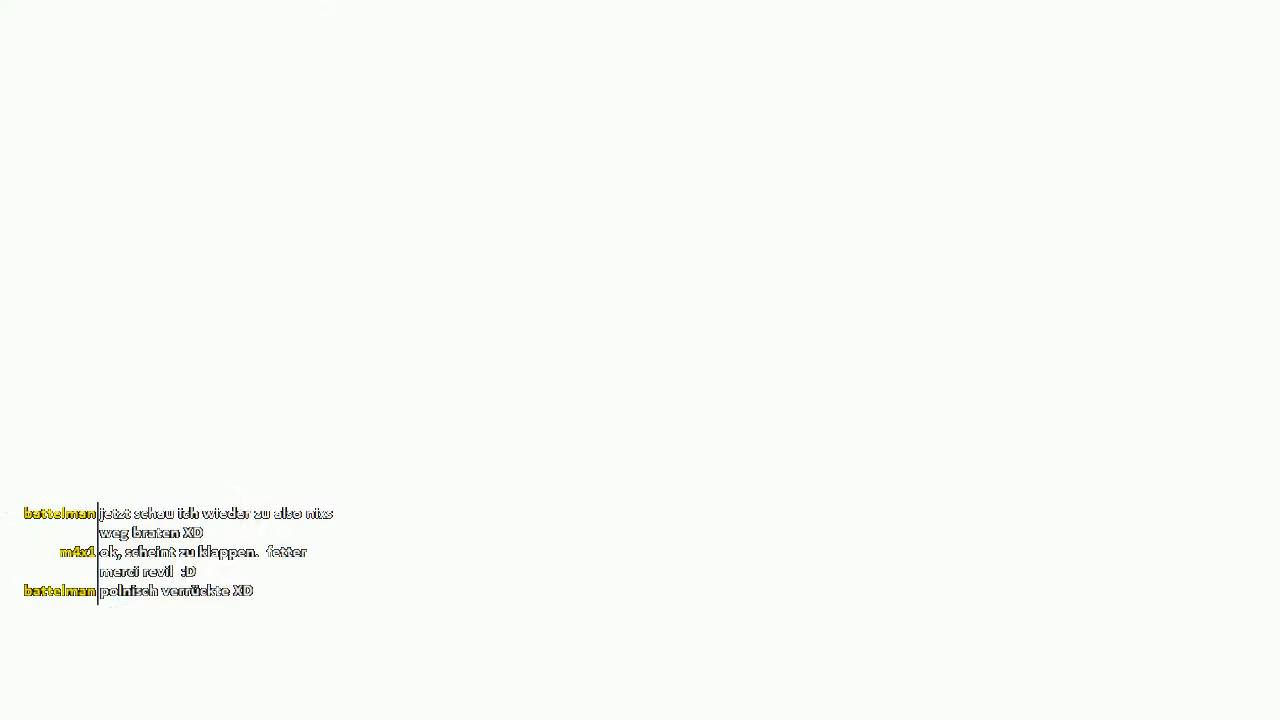 battelman jetzt schau ich wieder zu also nixs
weg braten XD
m4x1 ok, scheint zu klappen. fetter
merci revil :D
battelman polnisch verrückte XD